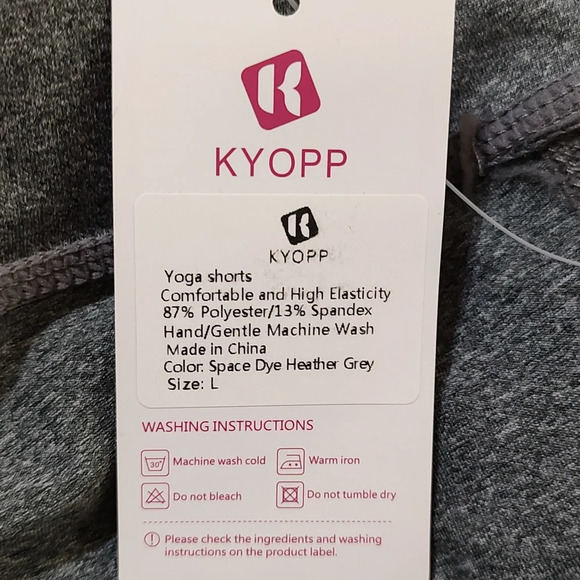 KYOPP
KYOPP
Yoga shorts
Comfortable and High Elasticity
87% Polyester/13% Spandex
Hand/Gentle Machine Wash
Made in China
Color: Space Dye Heather Grey
Size: L
WASHING INSTRUCTIONS
30° Machine wash cold Warm iron
Do not bleach Do not tumble dry
Please check the ingredients and washing
instructions on the product label.